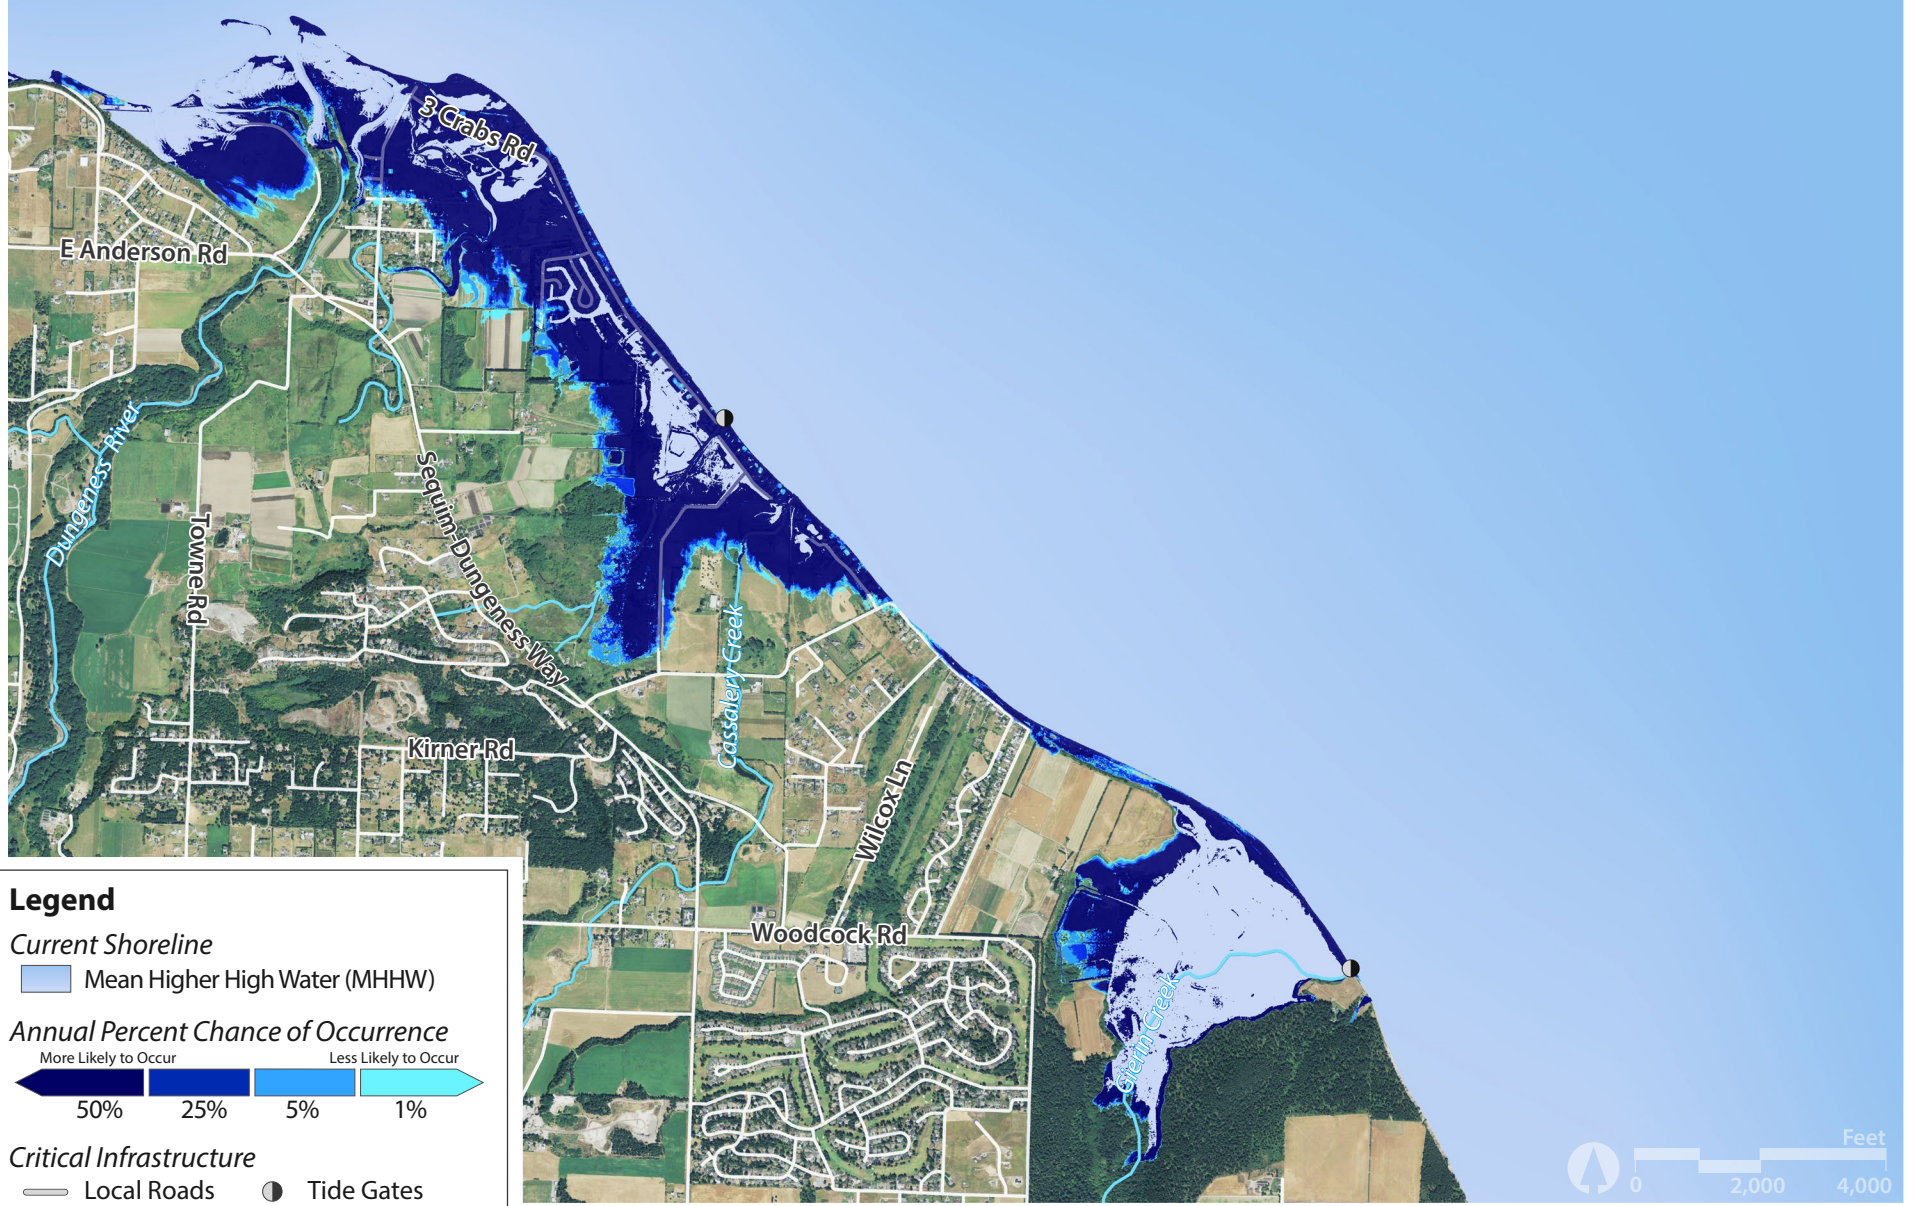 3 Crabs Rd
E Anderson Rd
Dungeness River
Towne Rd
Sequim-Dungeness Way
Cassalery Creek
Kirner Rd
Wilcox Ln
Woodcock Rd
Gierin Creek
Legend
Current Shoreline
Mean Higher High Water (MHHW)
Annual Percent Chance of Occurrence
More Likely to Occur Less Likely to Occur
50% 25% 5% 1%
Critical Infrastructure
Local Roads Tide Gates
Feet
0 2,000 4,000